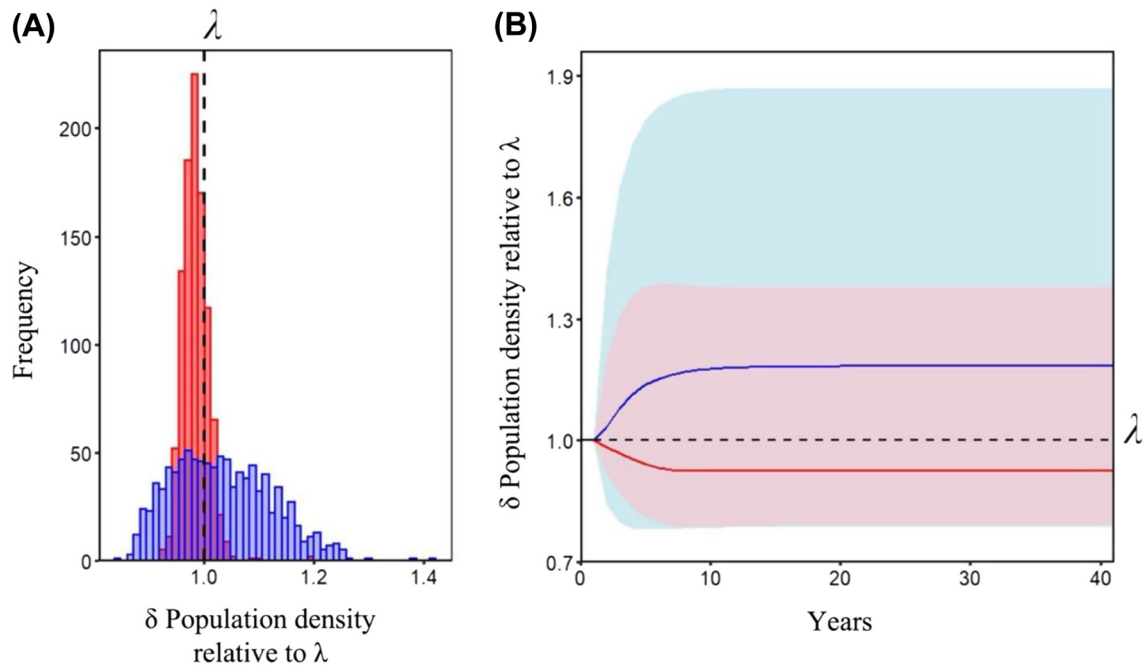 (A)
λ
200
150
100
50
0
Frequency
1.0
1.2
1.4
δ Population density
relative to λ
(B)
1.9
1.6
1.3
1.0
0.7
δ Population density relative to λ
λ
0
10
20
30
40
Years